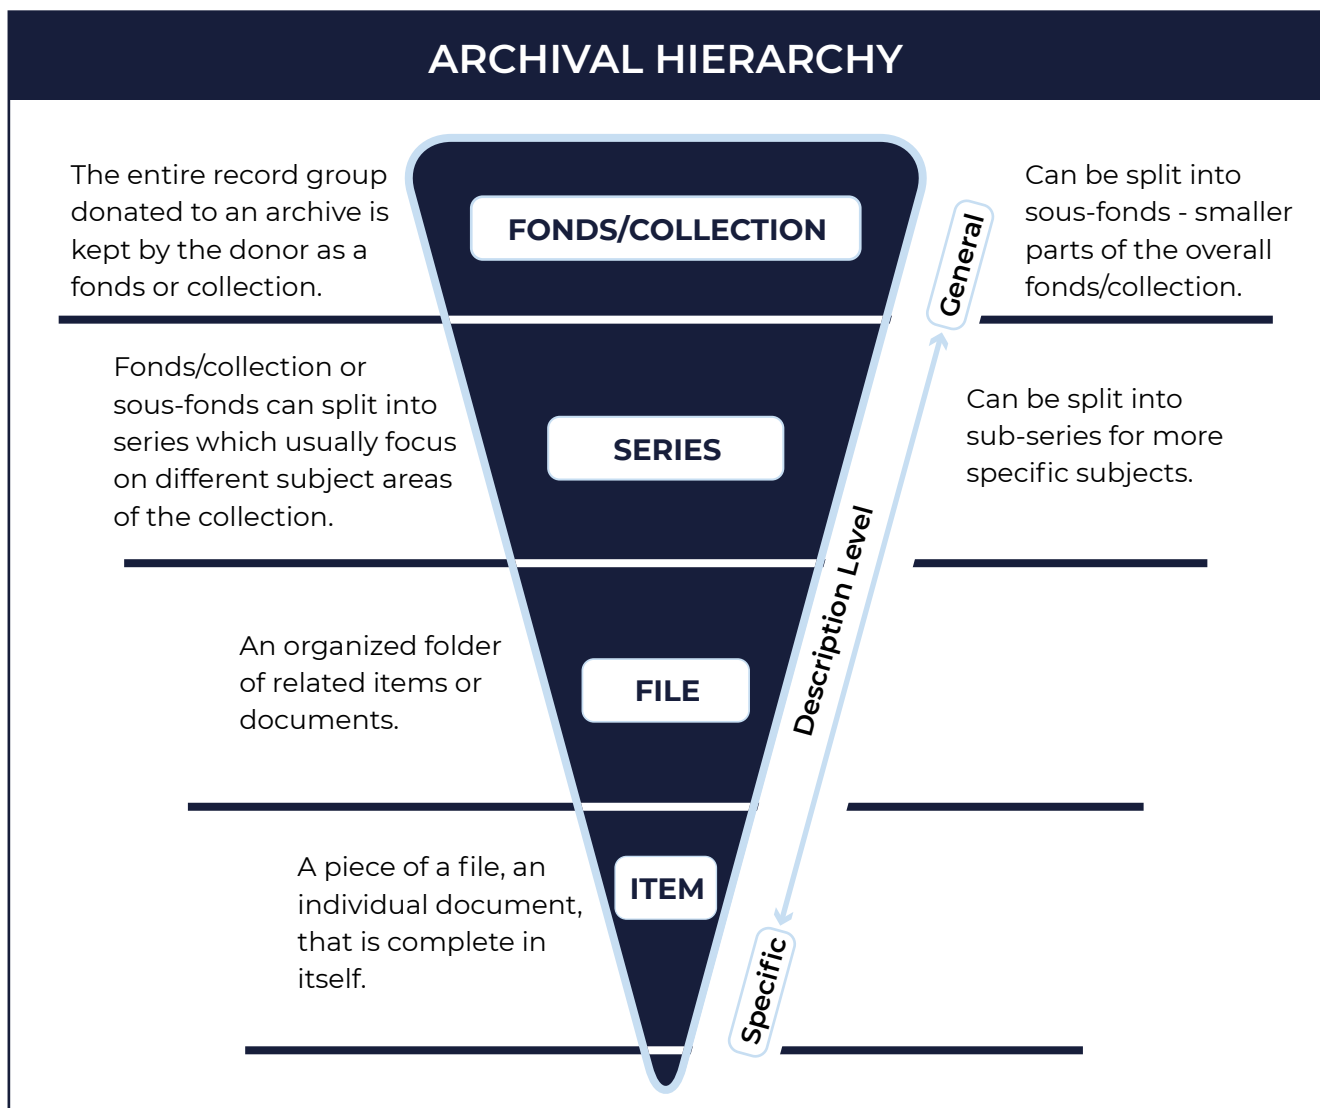 ARCHIVAL HIERARCHY
The entire record group
donated to an archive is
kept by the donor as a
fonds or collection.
FONDS/COLLECTION
General
Can be split into
sous-fonds - smaller
parts of the overall
fonds/collection.
Fonds/collection or
sous-fonds can split into
series which usually focus
on different subject areas
of the collection.
SERIES
Can be split into
sub-series for more
specific subjects.
Description Level
An organized folder
of related items or
documents.
FILE
A piece of a file, an
individual document,
that is complete in
itself.
ITEM
Specific